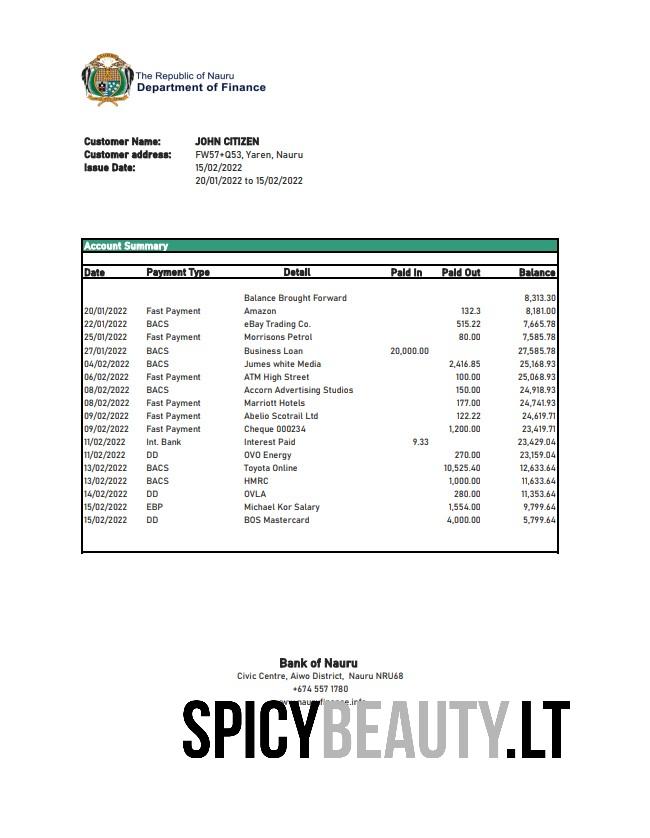 The Republic of Nauru
Department of Finance
Customer Name: JOHN CITIZEN
Customer address: FW57+Q53, Yaren, Nauru
Issue Date: 15/02/2022
20/01/2022 to 15/02/2022
Account Summary
Date Payment Type Detail Paid In Paid Out Balance
Balance Brought Forward 8,313.30
20/01/2022 Fast Payment Amazon 132.3 8,181.00
22/01/2022 BACS eBay Trading Co. 515.22 7,665.78
25/01/2022 Fast Payment Morrisons Petrol 80.00 7,585.78
27/01/2022 BACS Business Loan 20,000.00 27,585.78
04/02/2022 BACS Jumes white Media 2,416.85 25,168.93
06/02/2022 Fast Payment ATM High Street 100.00 25,068.93
08/02/2022 BACS Accorn Advertising Studios 150.00 24,918.93
08/02/2022 Fast Payment Marriott Hotels 177.00 24,741.93
09/02/2022 Fast Payment Abelio Scotrail Ltd 122.22 24,619.71
09/02/2022 Fast Payment Cheque 000234 1,200.00 23,419.71
11/02/2022 Int. Bank Interest Paid 9.33 23,429.04
11/02/2022 DD OVO Energy 270.00 23,159.04
13/02/2022 BACS Toyota Online 10,525.40 12,633.64
13/02/2022 BACS HMRC 1,000.00 11,633.64
14/02/2022 DD OVLA 280.00 11,353.64
15/02/2022 EBP Michael Kor Salary 1,554.00 9,799.64
15/02/2022 DD BOS Mastercard 4,000.00 5,799.64
Bank of Nauru
Civic Centre, Aiwo District, Nauru NRU68
+674 557 1780
SPICYBEAUTY.LT